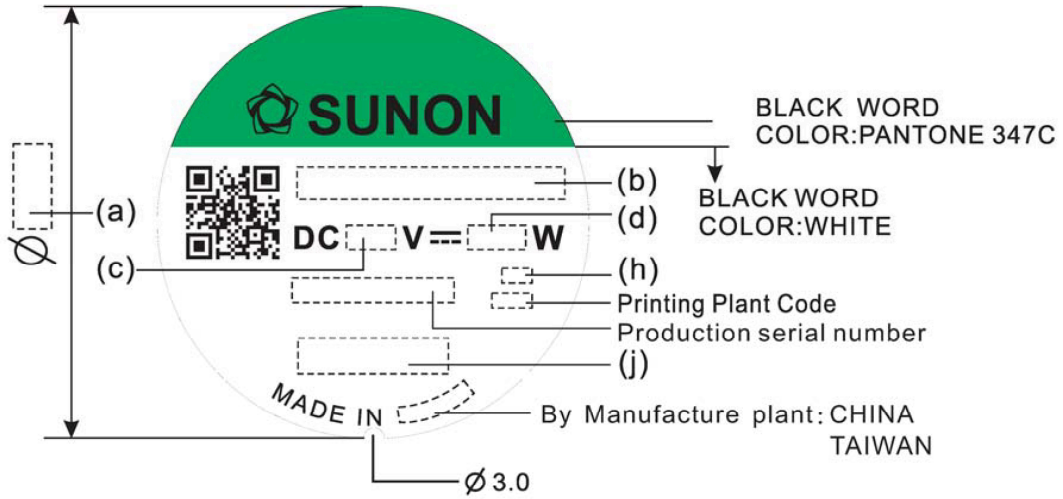 SUNON
BLACK WORD
COLOR:PANTONE 347C
(b)
BLACK WORD
COLOR:WHITE
(a)
Ø
DC V W
(d)
(c)
(h)
Printing Plant Code
Production serial number
(j)
MADE IN
By Manufacture plant: CHINA
TAIWAN
Ø 3.0